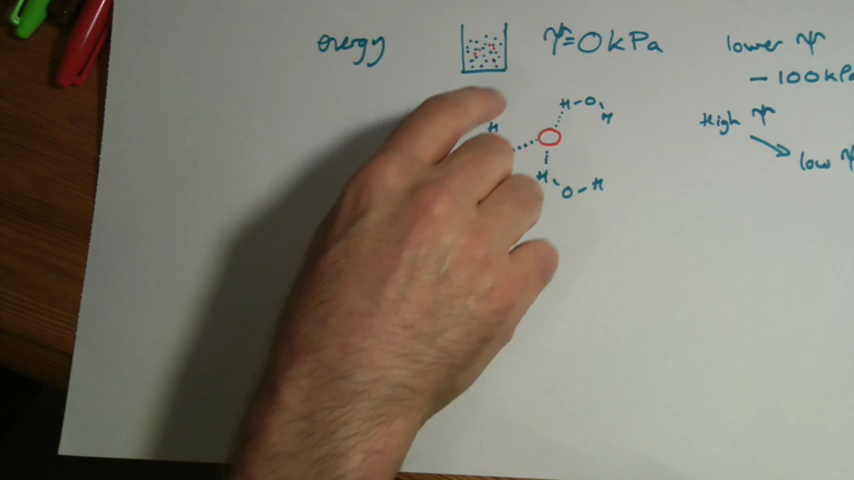 energy
Ψ=0kPa
lower Ψ
-100kPa
High Ψ
low Ψ
H-O
H
H
H
O-H